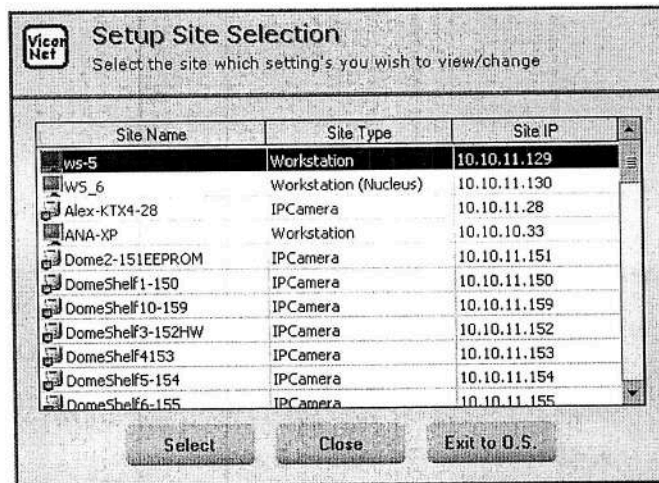 Vicon Net
Setup Site Selection
Select the site which setting's you wish to view/change
Site Name Site Type Site IP
ws-5 Workstation 10.10.11.129
WS_6 Workstation (Nucleus) 10.10.11.130
Alex-KTX4-28 IPCamera 10.10.11.28
ANA-XP Workstation 10.10.10.33
Dome2-151EEPROM IPCamera 10.10.11.151
DomeShelf1-150 IPCamera 10.10.11.150
DomeShelf10-159 IPCamera 10.10.11.159
DomeShelf3-152HW IPCamera 10.10.11.152
DomeShelf4153 IPCamera 10.10.11.153
DomeShelf5-154 IPCamera 10.10.11.154
DomeShelf6-155 IPCamera 10.10.11.155
Select Close Exit to O.S.